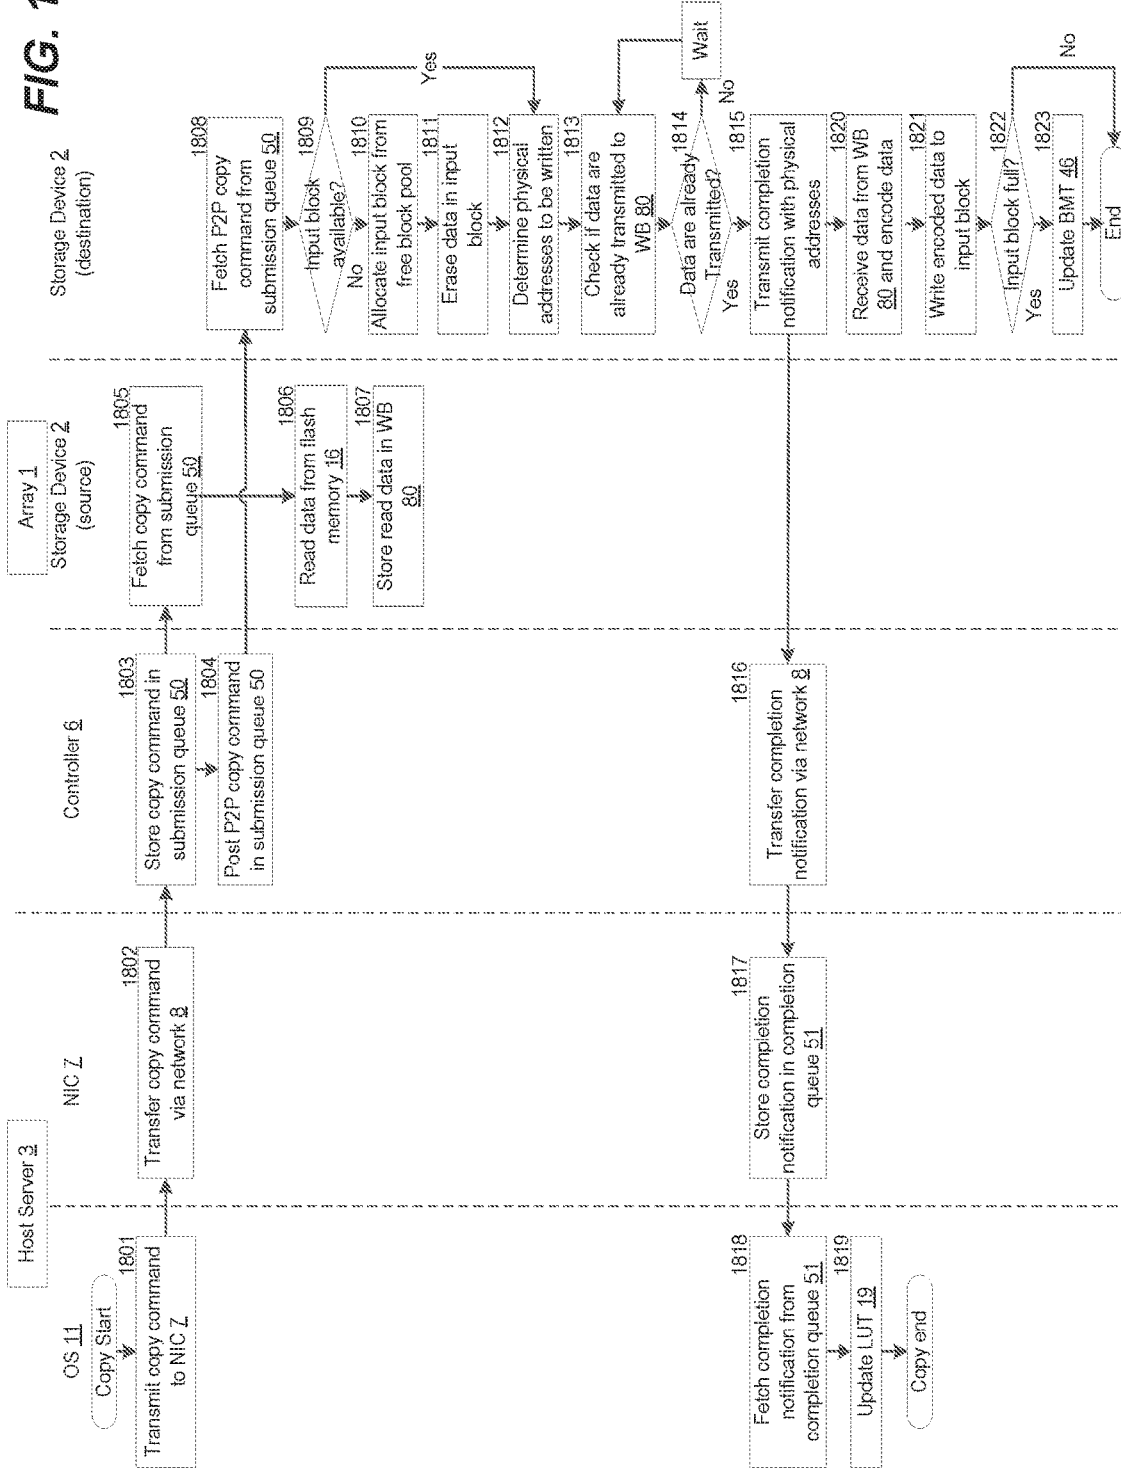 FIG. 1
Host Server 3
Array 1
OS 11
NIC 7
Controller 6
Storage Device 2
(source)
Storage Device 2
(destination)
Copy Start
1801
Transmit copy command
to NIC 7
1802
Transfer copy command
via network 8
1803
Store copy command in
submission queue 50
1804
Post P2P copy command
in submission queue 50
1805
Fetch copy command
from submission
queue 50
1806
Read data from flash
memory 16
1807
Store read data in WB
80
1808
Fetch P2P copy
command from
submission queue 50
1809
Input block
available?
Yes
No
1810
Allocate input block from
free block pool
1811
Erase data in input
block
1812
Determine physical
addresses to be written
1813
Check if data are
already transmitted to
WB 80
1814
Data are already
Transmitted?
No
Wait
Yes
1815
Transmit completion
notification with physical
addresses
1816
Transfer completion
notification via network 8
1817
Store completion
notification in completion
queue 51
1818
Fetch completion
notification from
completion queue 51
1819
Update LUT 19
Copy end
1820
Receive data from WB
80 and encode data
1821
Write encoded data to
input block
1822
Input block full?
No
Yes
1823
Update BMT 46
End